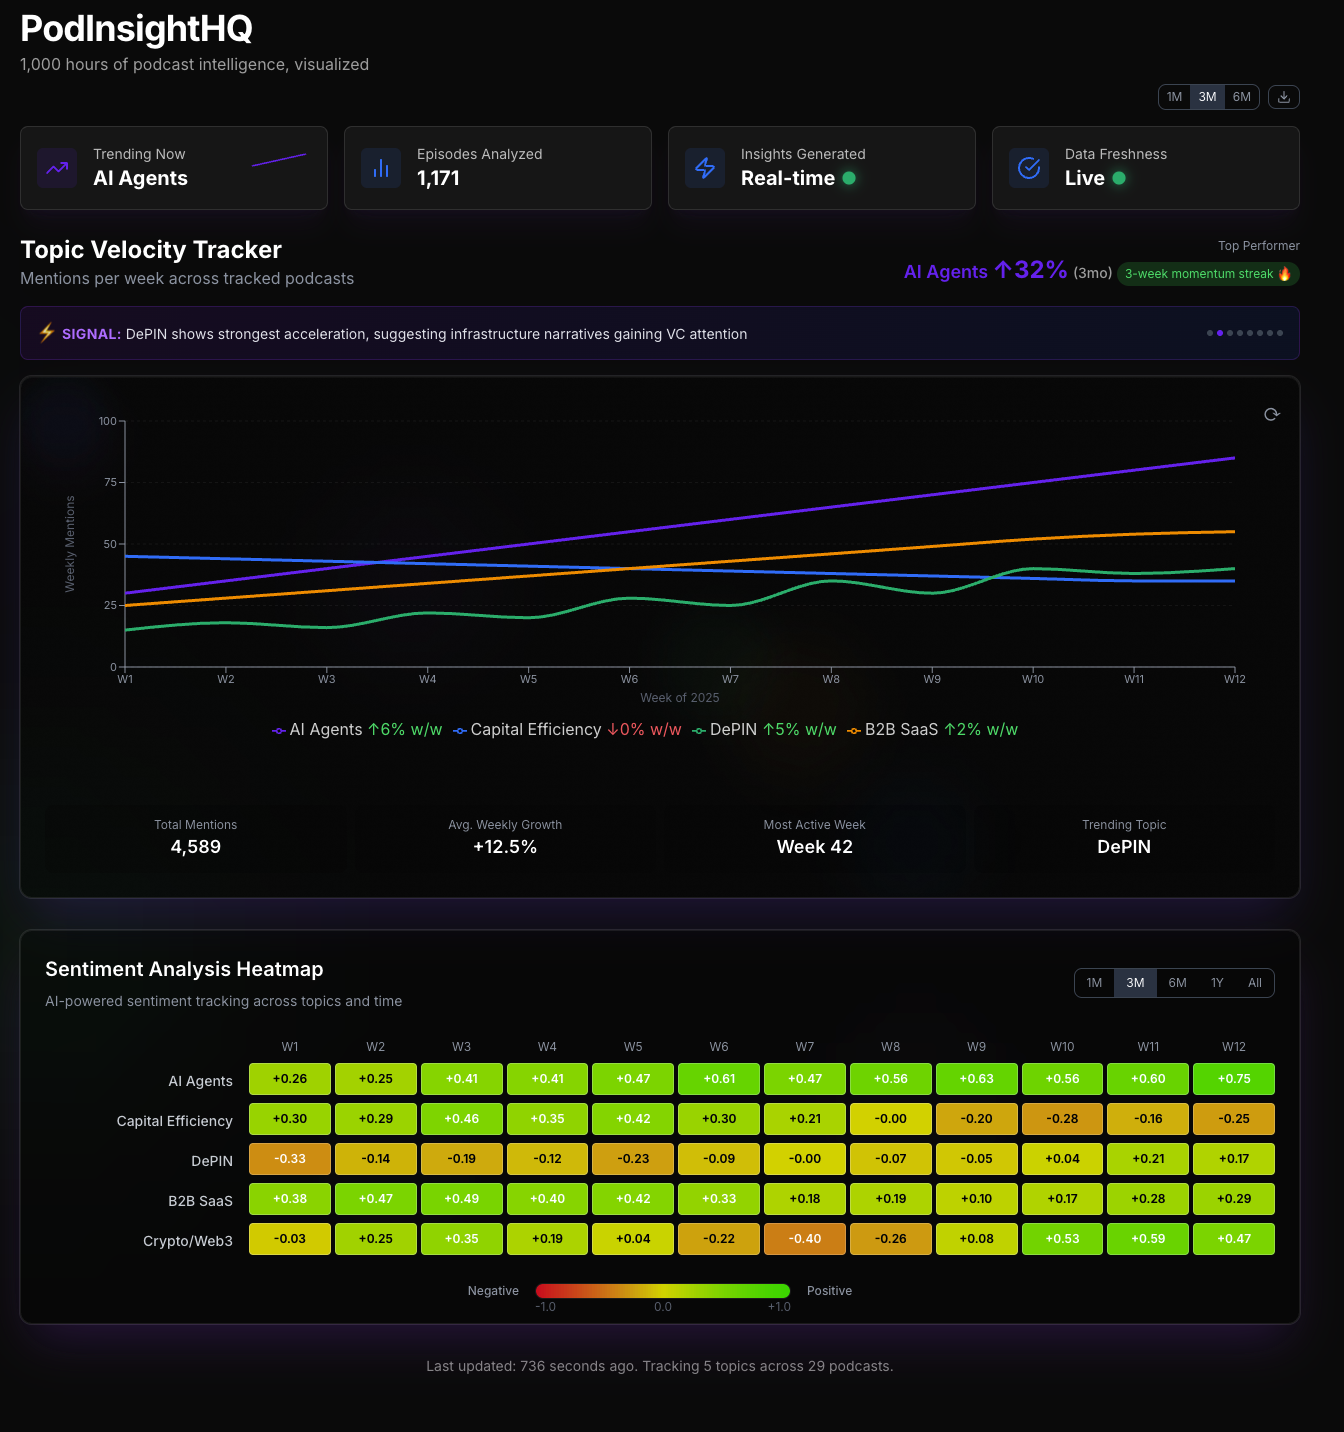 PodInsightHQ
1,000 hours of podcast intelligence, visualized
1M 3M 6M
Trending Now
AI Agents
Episodes Analyzed
1,171
Insights Generated
Real-time
Data Freshness
Live
Topic Velocity Tracker
Mentions per week across tracked podcasts
Top Performer
AI Agents ↑32% (3mo) 3-week momentum streak 🔥
⚡ SIGNAL: DePIN shows strongest acceleration, suggesting infrastructure narratives gaining VC attention
100
75
50
25
0
Weekly Mentions
W1 W2 W3 W4 W5 W6 W7 W8 W9 W10 W11 W12
Week of 2025
AI Agents ↑6% w/w Capital Efficiency ↓0% w/w DePIN ↑5% w/w B2B SaaS ↑2% w/w
Total Mentions
4,589
Avg. Weekly Growth
+12.5%
Most Active Week
Week 42
Trending Topic
DePIN
Sentiment Analysis Heatmap
AI-powered sentiment tracking across topics and time
1M 3M 6M 1Y All
W1 W2 W3 W4 W5 W6 W7 W8 W9 W10 W11 W12
AI Agents +0.26 +0.25 +0.41 +0.41 +0.47 +0.61 +0.47 +0.56 +0.63 +0.56 +0.60 +0.75
Capital Efficiency +0.30 +0.29 +0.46 +0.35 +0.42 +0.30 +0.21 -0.00 -0.20 -0.28 -0.16 -0.25
DePIN -0.33 -0.14 -0.19 -0.12 -0.23 -0.09 -0.00 -0.07 -0.05 +0.04 +0.21 +0.17
B2B SaaS +0.38 +0.47 +0.49 +0.40 +0.42 +0.33 +0.18 +0.19 +0.10 +0.17 +0.28 +0.29
Crypto/Web3 -0.03 +0.25 +0.35 +0.19 +0.04 -0.22 -0.40 -0.26 +0.08 +0.53 +0.59 +0.47
Negative Positive
-1.0 0.0 +1.0
Last updated: 736 seconds ago. Tracking 5 topics across 29 podcasts.